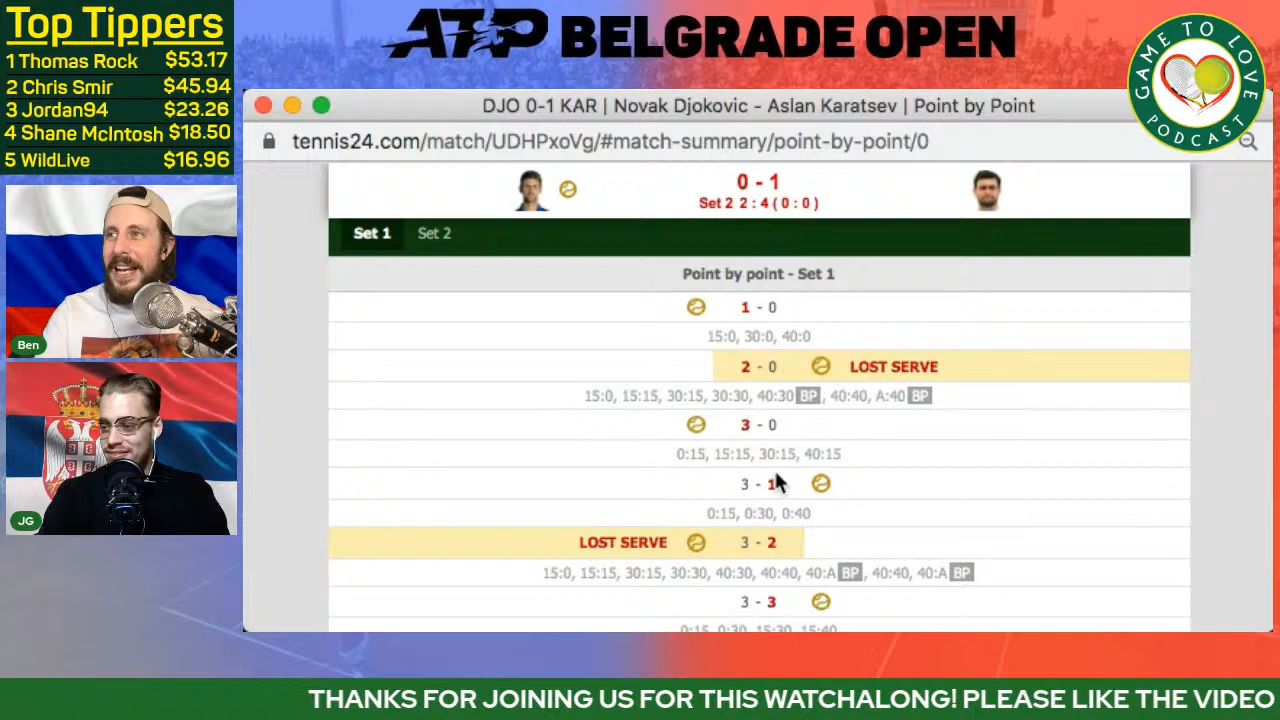 Top Tippers
1 Thomas Rock $53.17
2 Chris Smir $45.94
3 Jordan94 $23.26
4 Shane McIntosh $18.50
5 WildLive $16.96
ATP BELGRADE OPEN
GAME TO LOVE
PODCAST
DJO 0-1 KAR | Novak Djokovic - Aslan Karatsev | Point by Point
tennis24.com/match/UDHPxoVg/#match-summary/point-by-point/0
0 - 1
Set 2 2 : 4 ( 0 : 0 )
Set 1 Set 2
Point by point - Set 1
1 - 0
15:0, 30:0, 40:0
2 - 0 LOST SERVE
15:0, 15:15, 30:15, 30:30, 40:30 BP, 40:40, A:40 BP
3 - 0
0:15, 15:15, 30:15, 40:15
3 - 1
0:15, 0:30, 0:40
LOST SERVE 3 - 2
15:0, 15:15, 30:15, 30:30, 40:30, 40:40, 40:A BP, 40:40, 40:A BP
3 - 3
0:15, 0:30, 15:30, 15:40
Ben
JG
THANKS FOR JOINING US FOR THIS WATCHALONG! PLEASE LIKE THE VIDEO